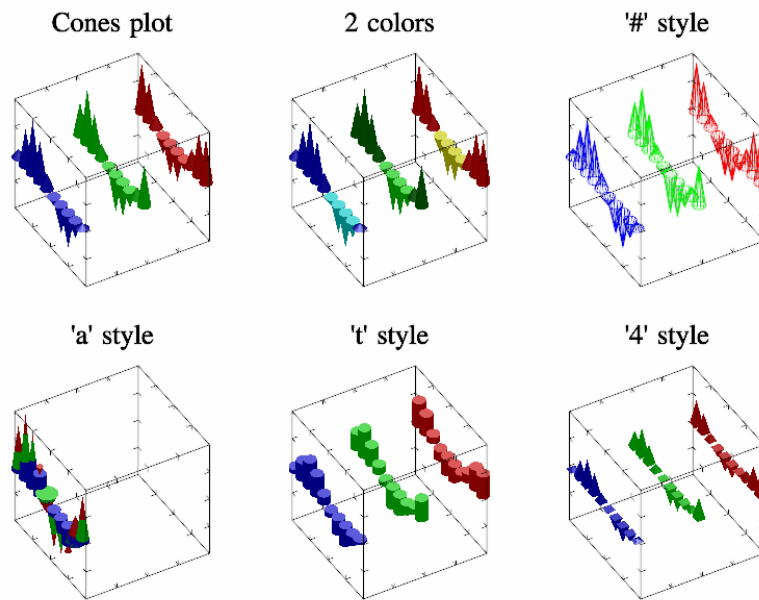 Cones plot
2 colors
'#' style
'a' style
't' style
'4' style